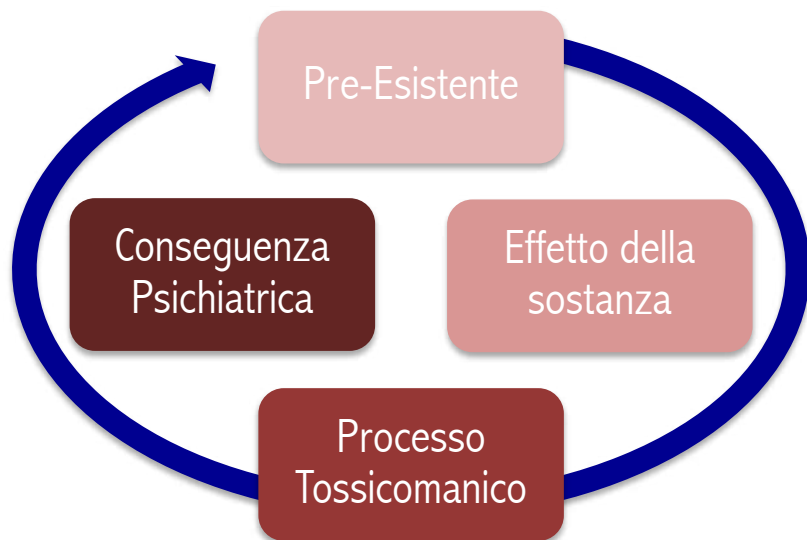 Pre-Esistente
Effetto della
sostanza
Processo
Tossicomanico
Conseguenza
Psichiatrica